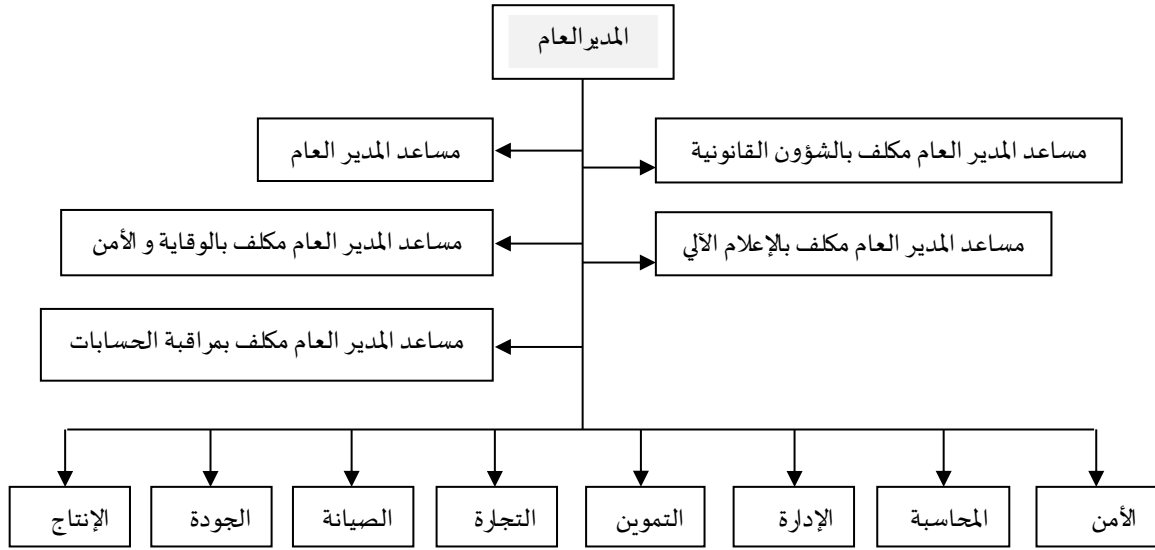 المدير العام
مساعد المدير العام مكلف بالشؤون القانونية
مساعد المدير العام
مساعد المدير العام مكلف بالإعلام الآلي
مساعد المدير العام مكلف بالوقاية و الأمن
مساعد المدير العام مكلف بمراقبة الحسابات
الأمن
المحاسبة
الإدارة
التموين
التجارة
الصيانة
الجودة
الإنتاج